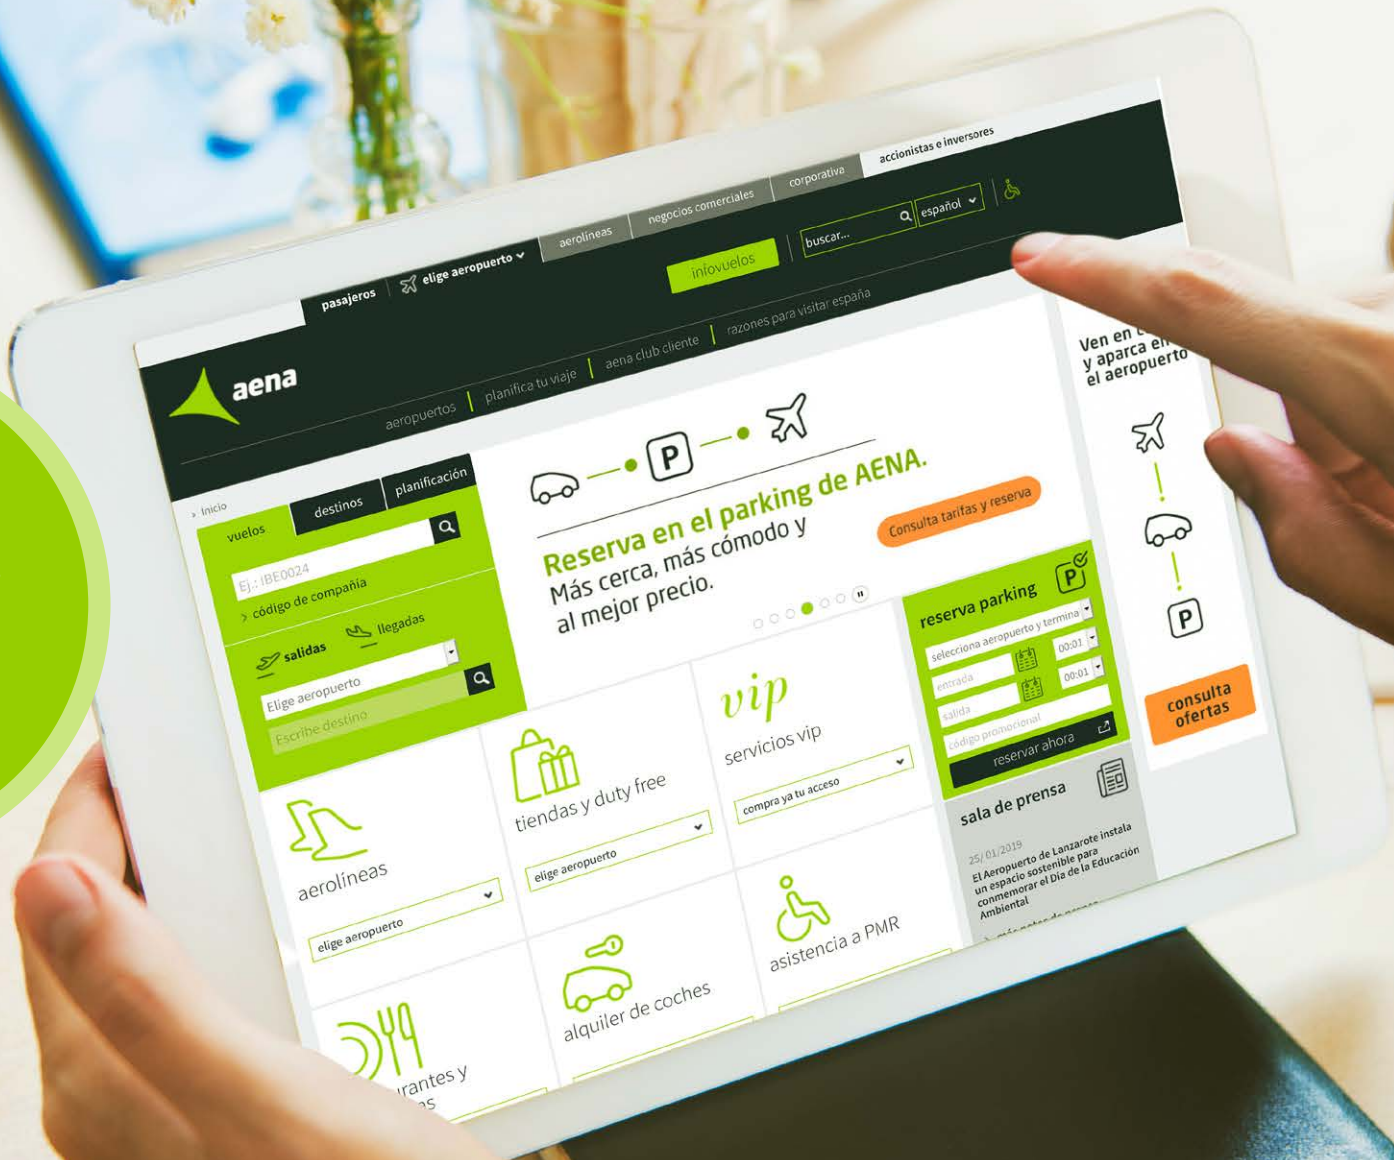 pasajeros
elige aeropuerto
aerolíneas
negocios comerciales
corporativa
accionistas e inversores
infovuelos
buscar...
español
aena
aeropuertos
planifica tu viaje
aena club cliente
razones para visitar españa
> Inicio
vuelos
destinos
planificación
Ej.: IBE0024
> código de compañia
salidas
llegadas
Elige aeropuerto
Escribe destino
P
Reserva en el parking de AENA.
Más cerca, más cómodo y
al mejor precio.
Consulta tarifas y reserva
Ven en
y aparca en
el aeropuerto
P
consulta
ofertas
reserva parking
P
selecciona aeropuerto y termina
entrada
00:01
salida
00:01
código promocional
reservar ahora
sala de prensa
25/01/2019
El Aeropuerto de Lanzarote instala
un espacio sostenible para
conmemorar el Día de la Educación
Ambiental
aerolíneas
elige aeropuerto
tiendas y duty free
elige aeropuerto
vip
servicios vip
compra ya tu acceso
urantes y
alquiler de coches
asistencia a PMR